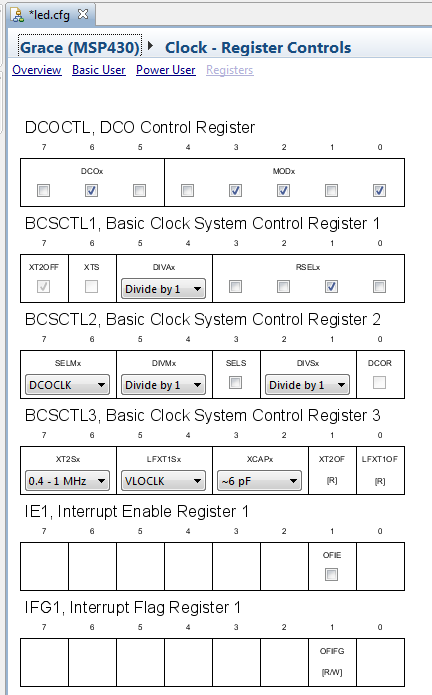 *led.cfg
Grace (MSP430) Clock - Register Controls
Overview Basic User Power User Registers
DCOCTL, DCO Control Register
7 6 5 4 3 2 1 0
DCOx MODx
BCSCTL1, Basic Clock System Control Register 1
7 6 5 4 3 2 1 0
XT2OFF XTS DIVAx RSELx
Divide by 1
BCSCTL2, Basic Clock System Control Register 2
7 6 5 4 3 2 1 0
SELMx DIVMx SELS DIVSx DCOR
DCOCLK Divide by 1 Divide by 1
BCSCTL3, Basic Clock System Control Register 3
7 6 5 4 3 2 1 0
XT2Sx LFXT1Sx XCAPx XT2OF LFXT1OF
0.4 - 1 MHz VLOCLK ~6 pF [R] [R]
IE1, Interrupt Enable Register 1
7 6 5 4 3 2 1 0
OFIE
IFG1, Interrupt Flag Register 1
7 6 5 4 3 2 1 0
OFIFG
[R/W]